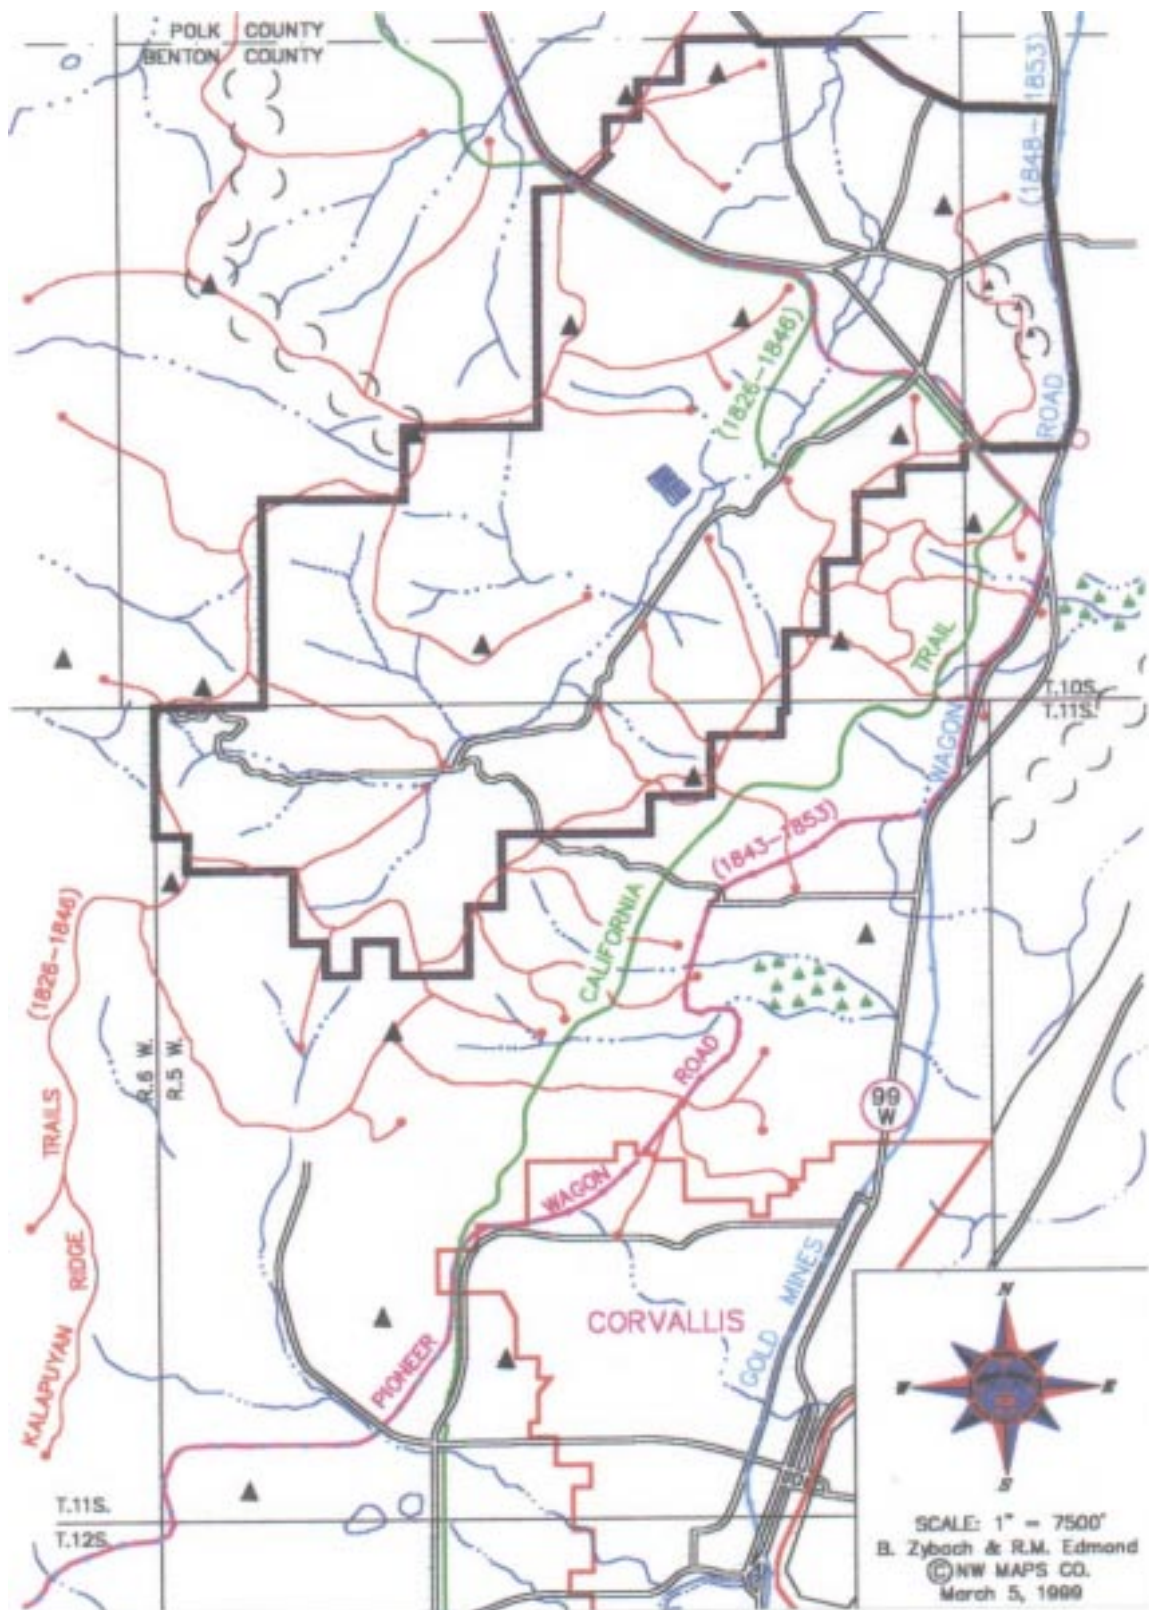 POLK COUNTY
BENTON COUNTY
(1848-1853)
ROAD
(1826-1846)
TRAIL
T.10S.
T.11S.
WAGON
(1843-1853)
CALIFORNIA
(1826-1846)
TRAILS
RIDGE
KALAPUYAN
R.6 W.
R.5 W.
ROAD
WAGON
PIONEER
99
W
GOLD MINES
CORVALLIS
T.11S.
T.12S.
N
W
E
S
SCALE: 1" = 7500'
B. Zybach & R.M. Edmond
©NW MAPS CO.
March 5, 1999